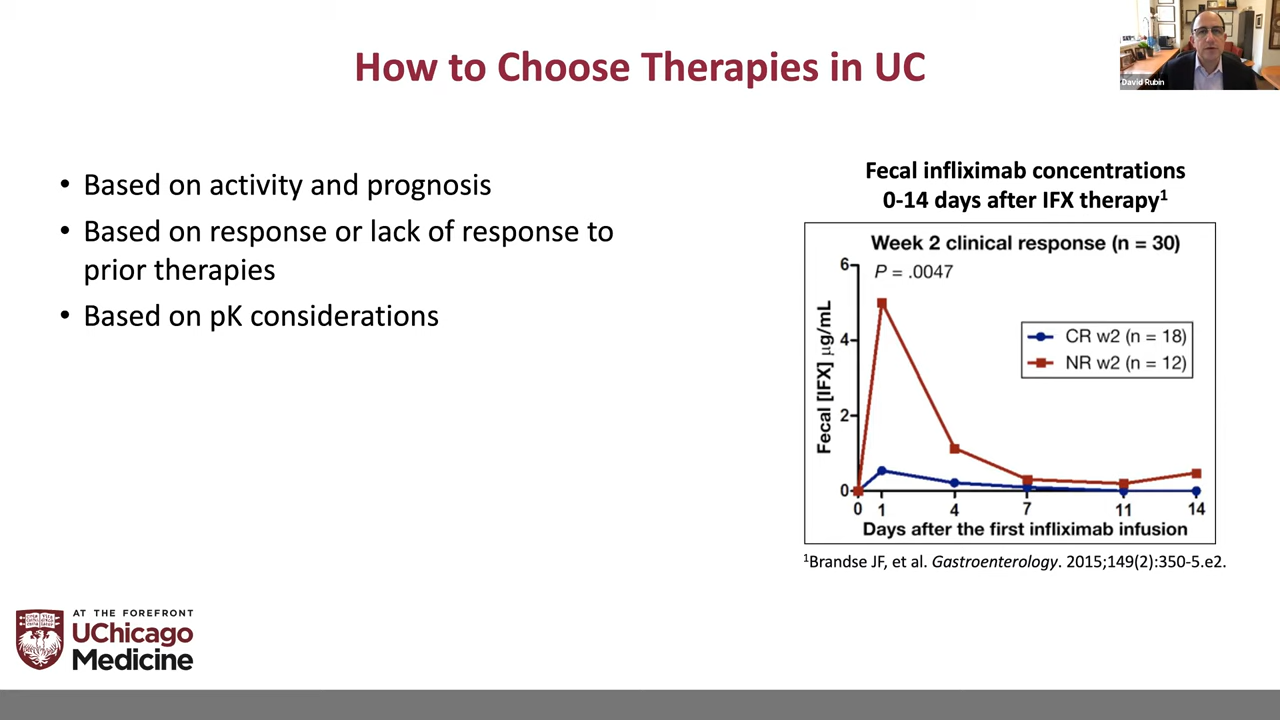 How to Choose Therapies in UC
David Rubin
• Based on activity and prognosis
• Based on response or lack of response to
prior therapies
• Based on pK considerations
Fecal infliximab concentrations
0-14 days after IFX therapy¹
Week 2 clinical response (n = 30)
P = .0047
6
4
2
0
Fecal [IFX] µg/mL
CR w2 (n = 18)
NR w2 (n = 12)
0 1 4 7 11 14
Days after the first infliximab infusion
¹Brandse JF, et al. Gastroenterology. 2015;149(2):350-5.e2.
AT THE FOREFRONT
UChicago
Medicine